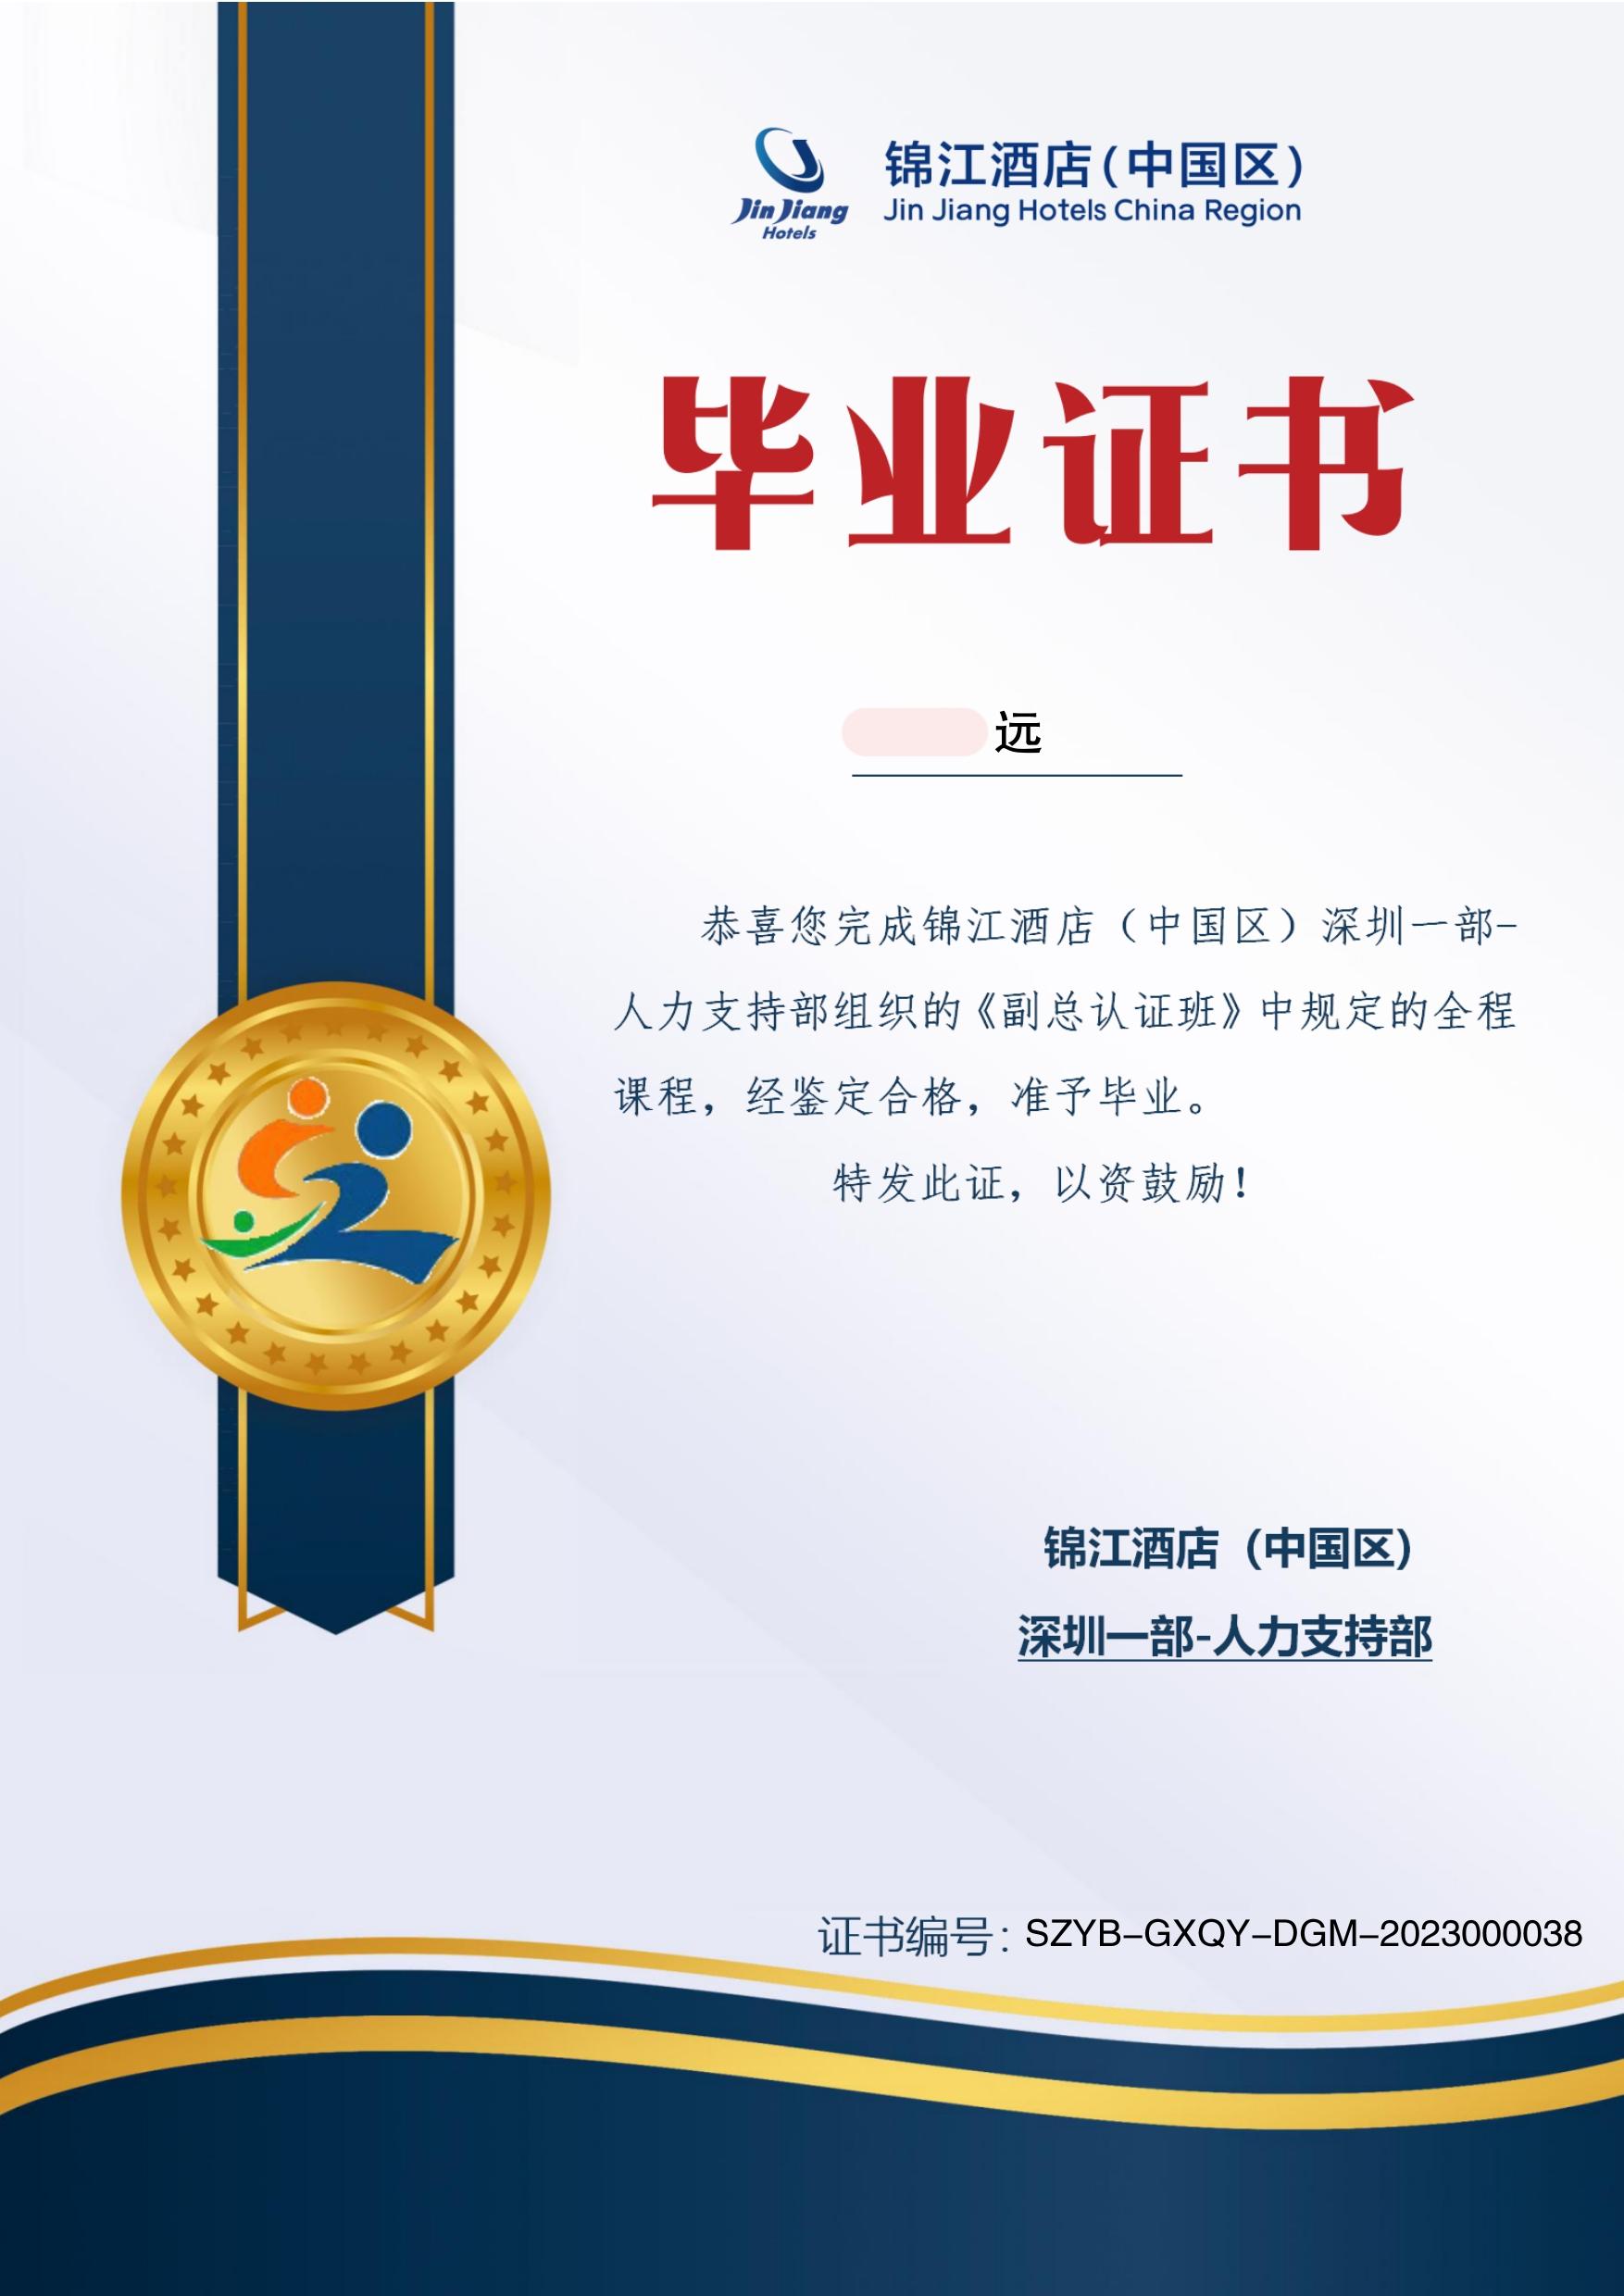 锦江酒店(中国区)
Jin Jiang Hotels China Region
Jin Jiang
Hotels
毕业证书
远
恭喜您完成锦江酒店（中国区）深圳一部-
人力支持部组织的《副总认证班》中规定的全程
课程，经鉴定合格，准予毕业。
特发此证，以资鼓励！
锦江酒店（中国区）
深圳一部-人力支持部
证书编号：SZYB-GXQY-DGM-2023000038